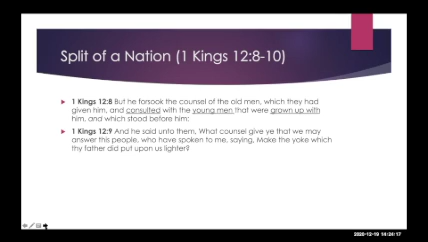 Split of a Nation (1 Kings 12:8-10)
1 Kings 12:8 But he forsook the counsel of the old men, which they had
given him, and consulted with the young men that were grown up with
him, and which stood before him:
1 Kings 12:9 And he said unto them, What counsel give ye that we may
answer this people, who have spoken to me, saying, Make the yoke which
thy father did put upon us lighter?
2020-12-19 14:24:17